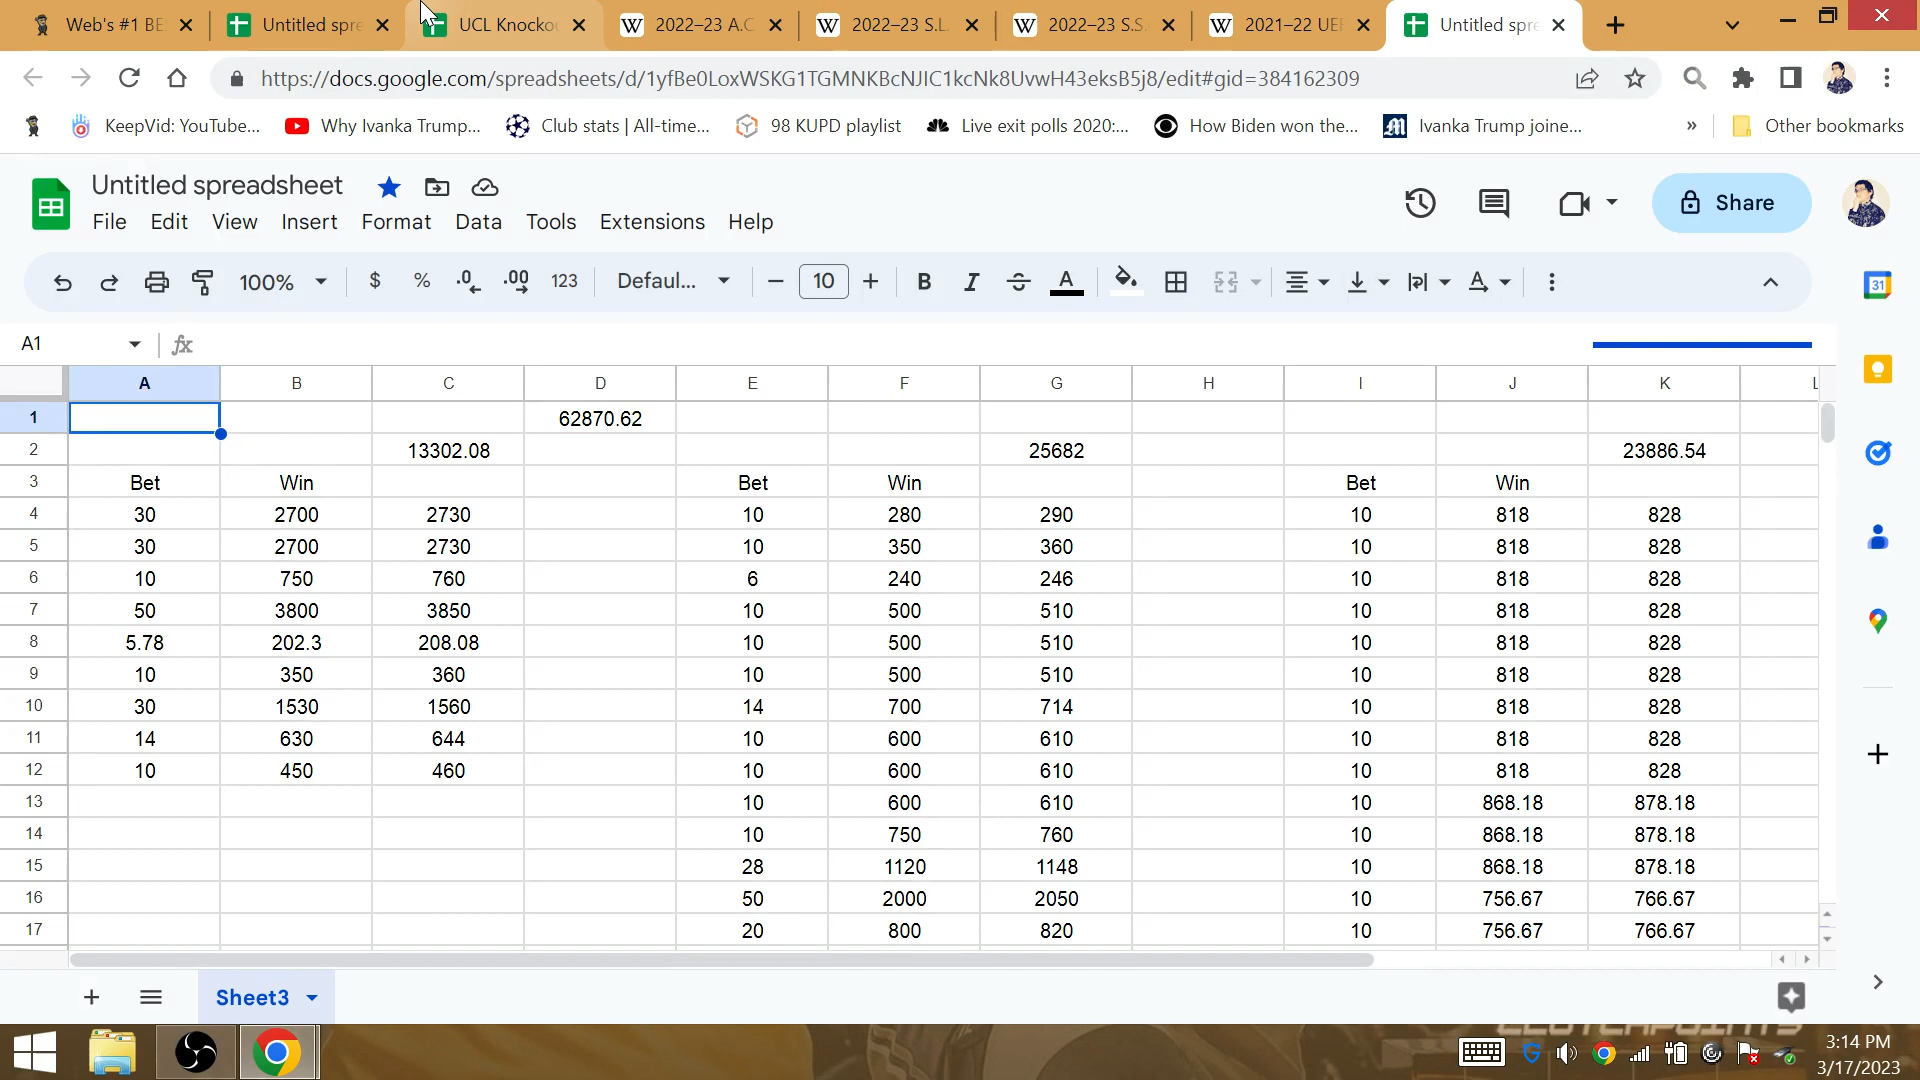 Web's #1 BE
Untitled spre
UCL Knockou
2022–23 A.C
2022–23 S.L.
2022–23 S.S.
2021–22 UEF
Untitled spre
https://docs.google.com/spreadsheets/d/1yfBe0LoxWSKG1TGMNKBcNJIC1kcNk8UvwH43eksB5j8/edit#gid=384162309
KeepVid: YouTube...
Why Ivanka Trump...
Club stats | All-time...
98 KUPD playlist
Live exit polls 2020:...
How Biden won the...
Ivanka Trump joine...
»
Other bookmarks
Untitled spreadsheet
File Edit View Insert Format Data Tools Extensions Help
Share
100% $ % .0 .00 123 Defaul... 10 B I S A
31
A1 fx
A B C D E F G H I J K L
1 62870.62
2 13302.08 25682 23886.54
3 Bet Win Bet Win Bet Win
4 30 2700 2730 10 280 290 10 818 828
5 30 2700 2730 10 350 360 10 818 828
6 10 750 760 6 240 246 10 818 828
7 50 3800 3850 10 500 510 10 818 828
8 5.78 202.3 208.08 10 500 510 10 818 828
9 10 350 360 10 500 510 10 818 828
10 30 1530 1560 14 700 714 10 818 828
11 14 630 644 10 600 610 10 818 828
12 10 450 460 10 600 610 10 818 828
13 10 600 610 10 868.18 878.18
14 10 750 760 10 868.18 878.18
15 28 1120 1148 10 868.18 878.18
16 50 2000 2050 10 756.67 766.67
17 20 800 820 10 756.67 766.67
Sheet3
CLUTCHPOINTS
3:14 PM
3/17/2023